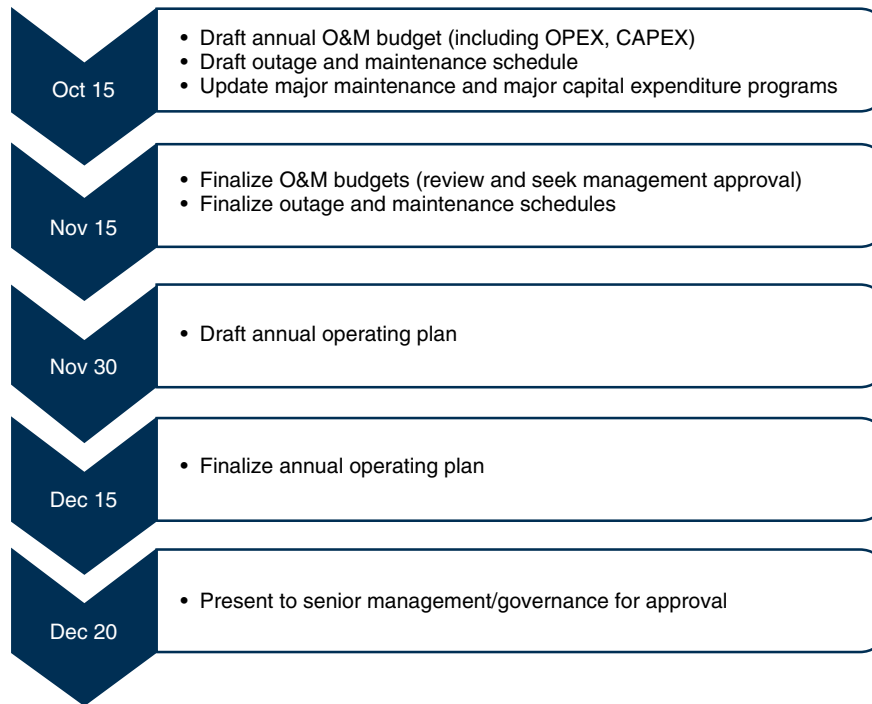 Oct 15
• Draft annual O&M budget (including OPEX, CAPEX)
• Draft outage and maintenance schedule
• Update major maintenance and major capital expenditure programs
Nov 15
• Finalize O&M budgets (review and seek management approval)
• Finalize outage and maintenance schedules
Nov 30
• Draft annual operating plan
Dec 15
• Finalize annual operating plan
Dec 20
• Present to senior management/governance for approval